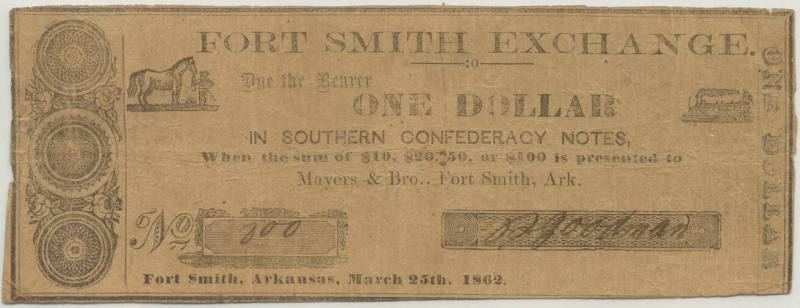 FORT SMITH EXCHANGE.
:o
Due the Bearer
ONE DOLLAR
IN SOUTHERN CONFEDERACY NOTES,
When the sum of $10, $20, 50, or $100 is presented to
Mayers & Bro., Fort Smith, Ark.
No 300
Goodman
Fort Smith, Arkansas, March 25th. 1862.
ONE DOLLAR